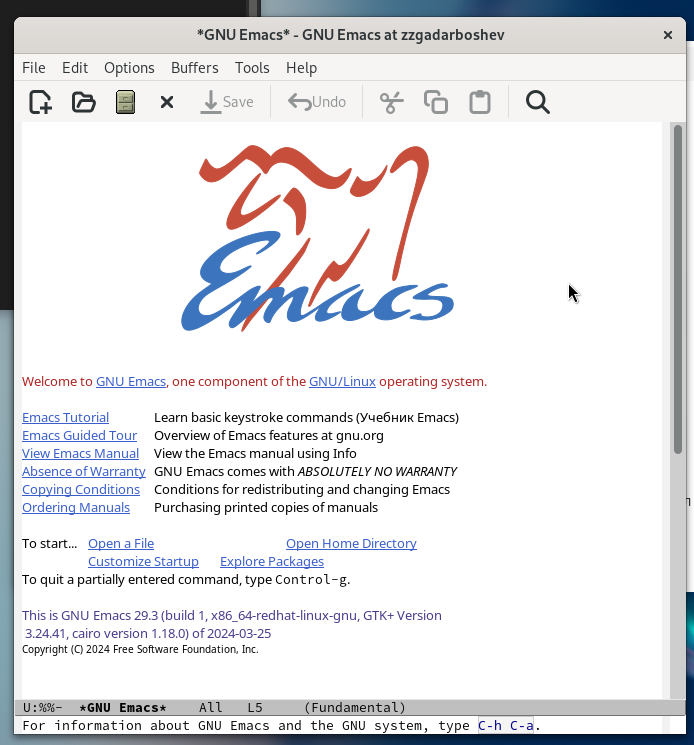 *GNU Emacs* - GNU Emacs at zzgadarboshev
File Edit Options Buffers Tools Help
Save Undo
Emacs
Welcome to GNU Emacs, one component of the GNU/Linux operating system.
Emacs Tutorial Learn basic keystroke commands (Учебник Emacs)
Emacs Guided Tour Overview of Emacs features at gnu.org
View Emacs Manual View the Emacs manual using Info
Absence of Warranty GNU Emacs comes with ABSOLUTELY NO WARRANTY
Copying Conditions Conditions for redistributing and changing Emacs
Ordering Manuals Purchasing printed copies of manuals
To start... Open a File Open Home Directory
Customize Startup Explore Packages
To quit a partially entered command, type Control-g.
This is GNU Emacs 29.3 (build 1, x86_64-redhat-linux-gnu, GTK+ Version
3.24.41, cairo version 1.18.0) of 2024-03-25
Copyright (C) 2024 Free Software Foundation, Inc.
U:%%- *GNU Emacs* All L5 (Fundamental)
For information about GNU Emacs and the GNU system, type C-h C-a.